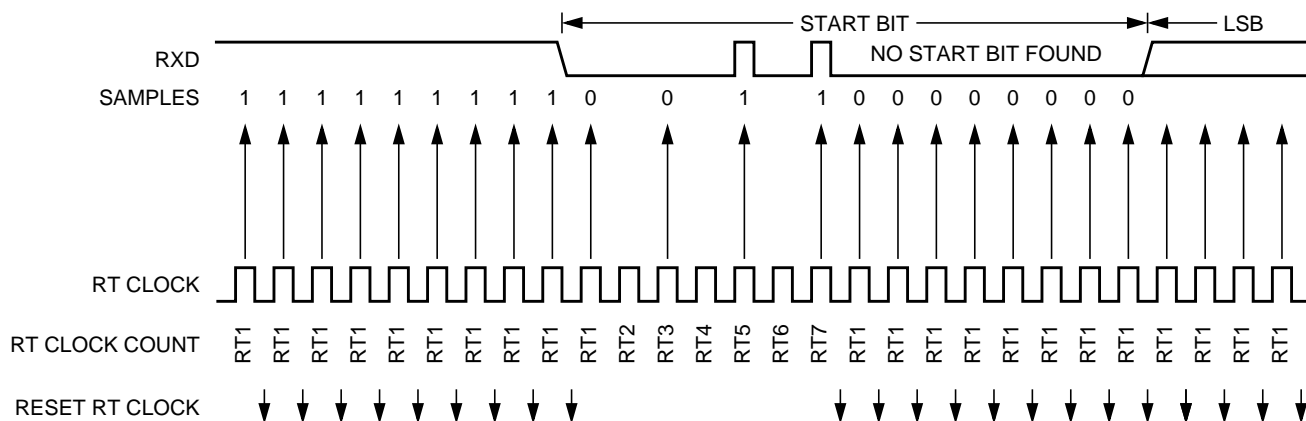 START BIT LSB
RXD NO START BIT FOUND
SAMPLES 1 1 1 1 1 1 1 1 1 0 0 1 1 0 0 0 0 0 0 0 0
RT CLOCK
RT CLOCK COUNT RT1 RT1 RT1 RT1 RT1 RT1 RT1 RT1 RT1 RT1 RT2 RT3 RT4 RT5 RT6 RT7 RT1 RT1 RT1 RT1 RT1 RT1 RT1 RT1 RT1 RT1 RT1 RT1
RESET RT CLOCK